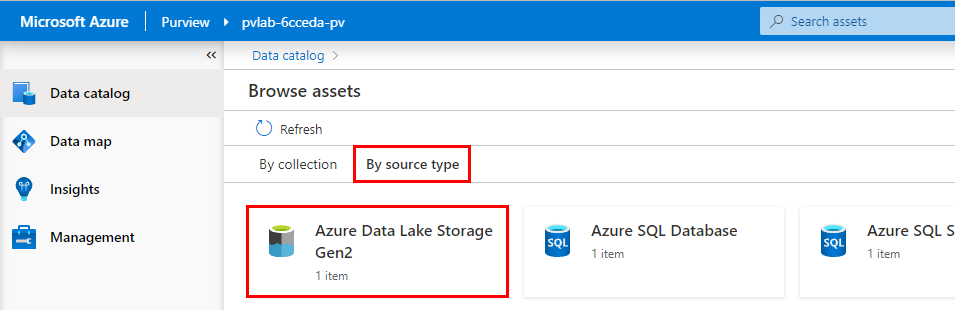 Microsoft Azure
Purview
pvlab-6cceda-pv
Search assets
Data catalog
Data map
Insights
Management
Data catalog
Browse assets
Refresh
By collection
By source type
Azure Data Lake Storage
Gen2
1 item
SQL
Azure SQL Database
1 item
SQL
Azure SQL S
1 item